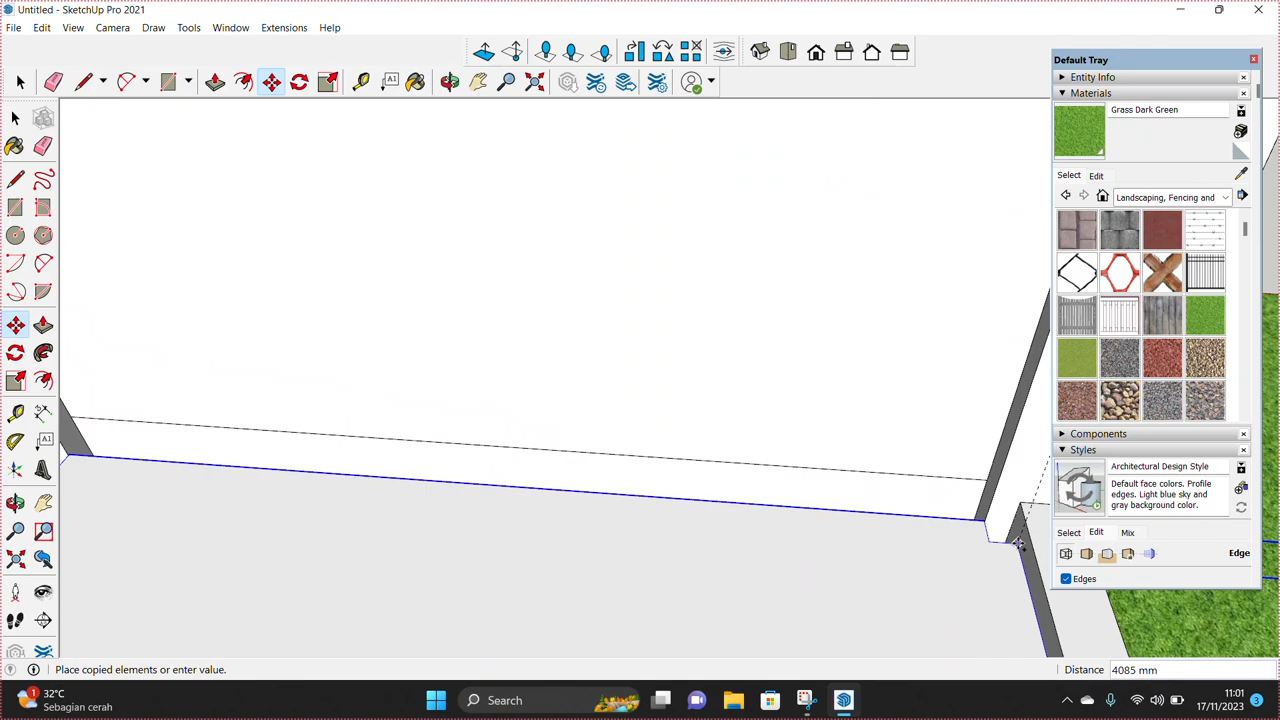 Untitled - SketchUp Pro 2021
File Edit View Camera Draw Tools Window Extensions Help
A1
Default Tray
Entity Info
Materials
Grass Dark Green
Select Edit
Landscaping, Fencing and
A1
Components
Styles
Architectural Design Style
Default face colors. Profile
edges. Light blue sky and
gray background color.
Select Edit Mix
Edge
Edges
Place copied elements or enter value.
Distance 4085 mm
1
32°C
Sebagian cerah
Search
11:01
17/11/2023